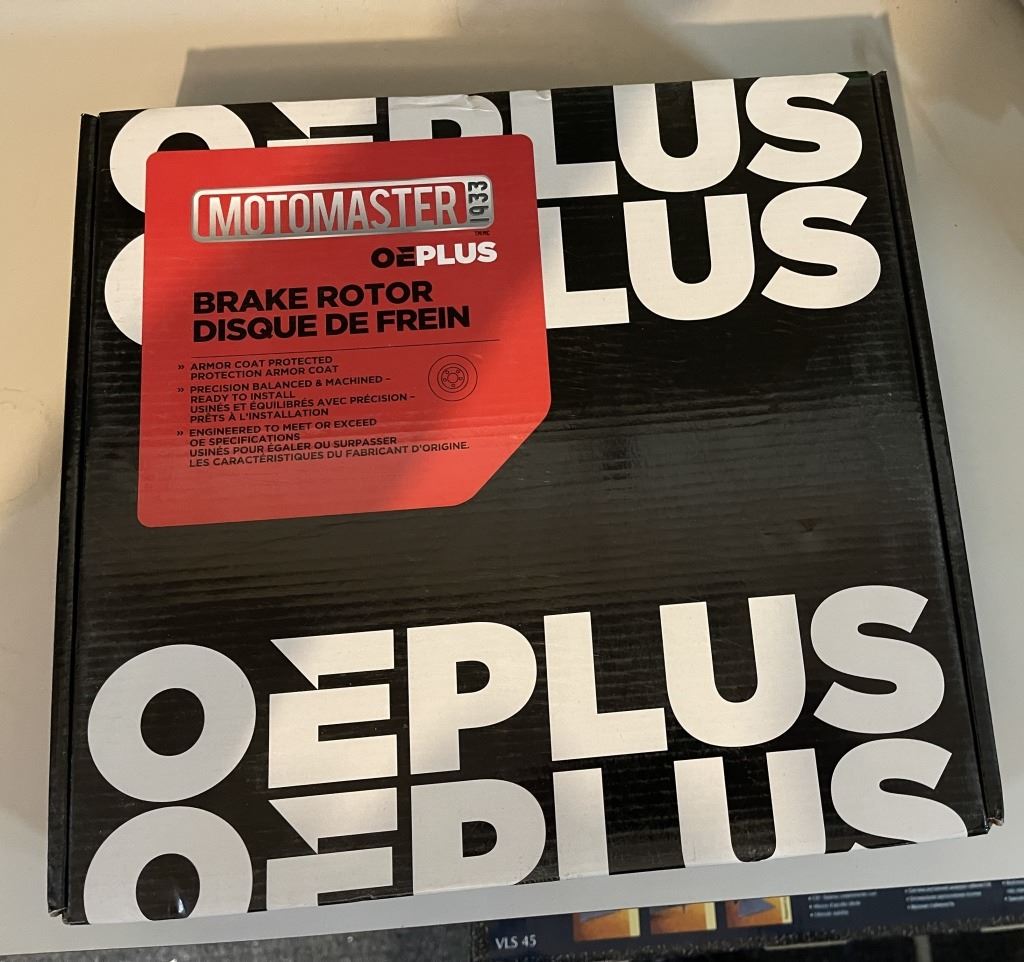 OEPLUS
OEPLUS
MOTOMASTER 1933
TM/MC
OEPLUS
BRAKE ROTOR
DISQUE DE FREIN
» ARMOR COAT PROTECTED
PROTECTION ARMOR COAT
» PRECISION BALANCED & MACHINED –
READY TO INSTALL
USINÉS ET ÉQUILIBRÉS AVEC PRÉCISION –
PRÊTS À L'INSTALLATION
» ENGINEERED TO MEET OR EXCEED
OE SPECIFICATIONS
USINÉS POUR ÉGALER OU SURPASSER
LES CARACTÉRISTIQUES DU FABRICANT D'ORIGINE.
OEPLUS
OEPLUS
VLS 45